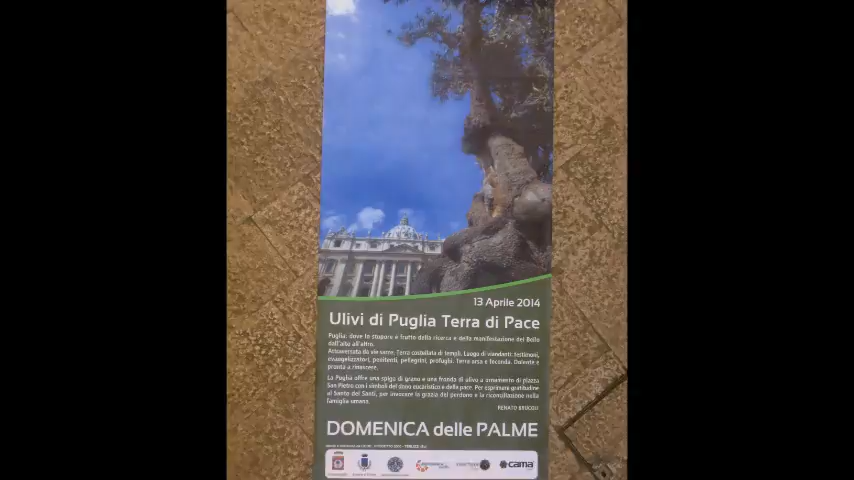 13 Aprile 2014
Ulivi di Puglia Terra di Pace
Puglia: dove lo stupore è frutto della ricerca e della manifestazione del Bello
dall'alto all'altro.
Attraversata da vie sacre. Terra costellata di templi. Luogo di viandanti: testimoni,
evangelizzatori, penitenti, pellegrini, profughi. Terra arsa e feconda. Dolente e
pronta a rinascere.
La Puglia offre una spiga di grano e una fronda di ulivo a ornamento di piazza
San Pietro con i simboli del dono eucaristico e della pace. Per esprimere gratitudine
al Santo dei Santi, per invocare la grazia del perdono e la riconciliazione nella
famiglia umana.
RENATO BRUCOLI
DOMENICA delle PALME
cama